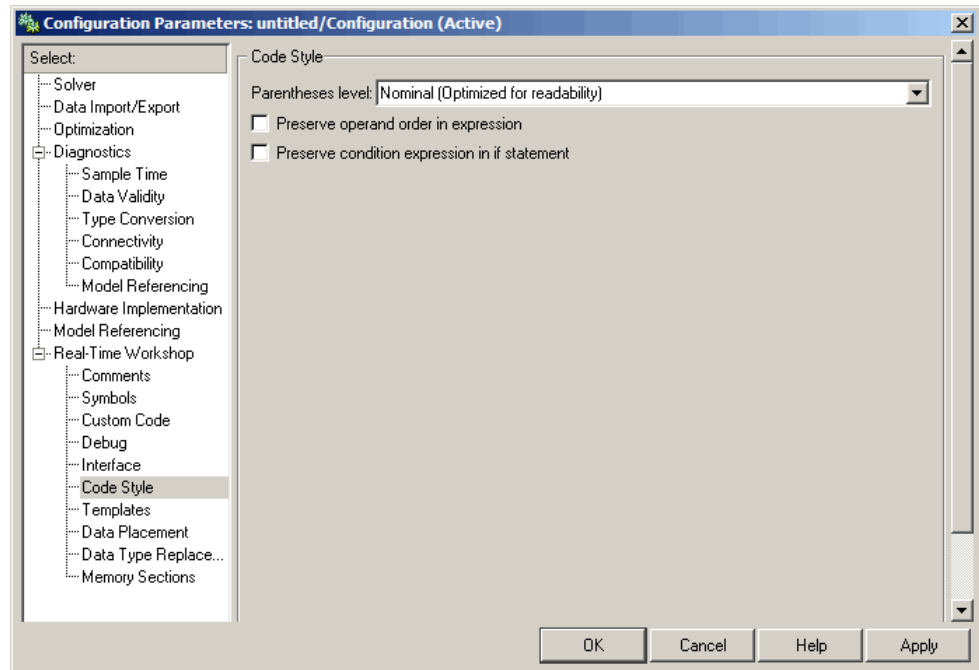 Configuration Parameters: untitled/Configuration (Active)
Select:
Solver
Data Import/Export
Optimization
Diagnostics
Sample Time
Data Validity
Type Conversion
Connectivity
Compatibility
Model Referencing
Hardware Implementation
Model Referencing
Real-Time Workshop
Comments
Symbols
Custom Code
Debug
Interface
Code Style
Templates
Data Placement
Data Type Replace...
Memory Sections
Code Style
Parentheses level: Nominal (Optimized for readability)
Preserve operand order in expression
Preserve condition expression in if statement
OK Cancel Help Apply